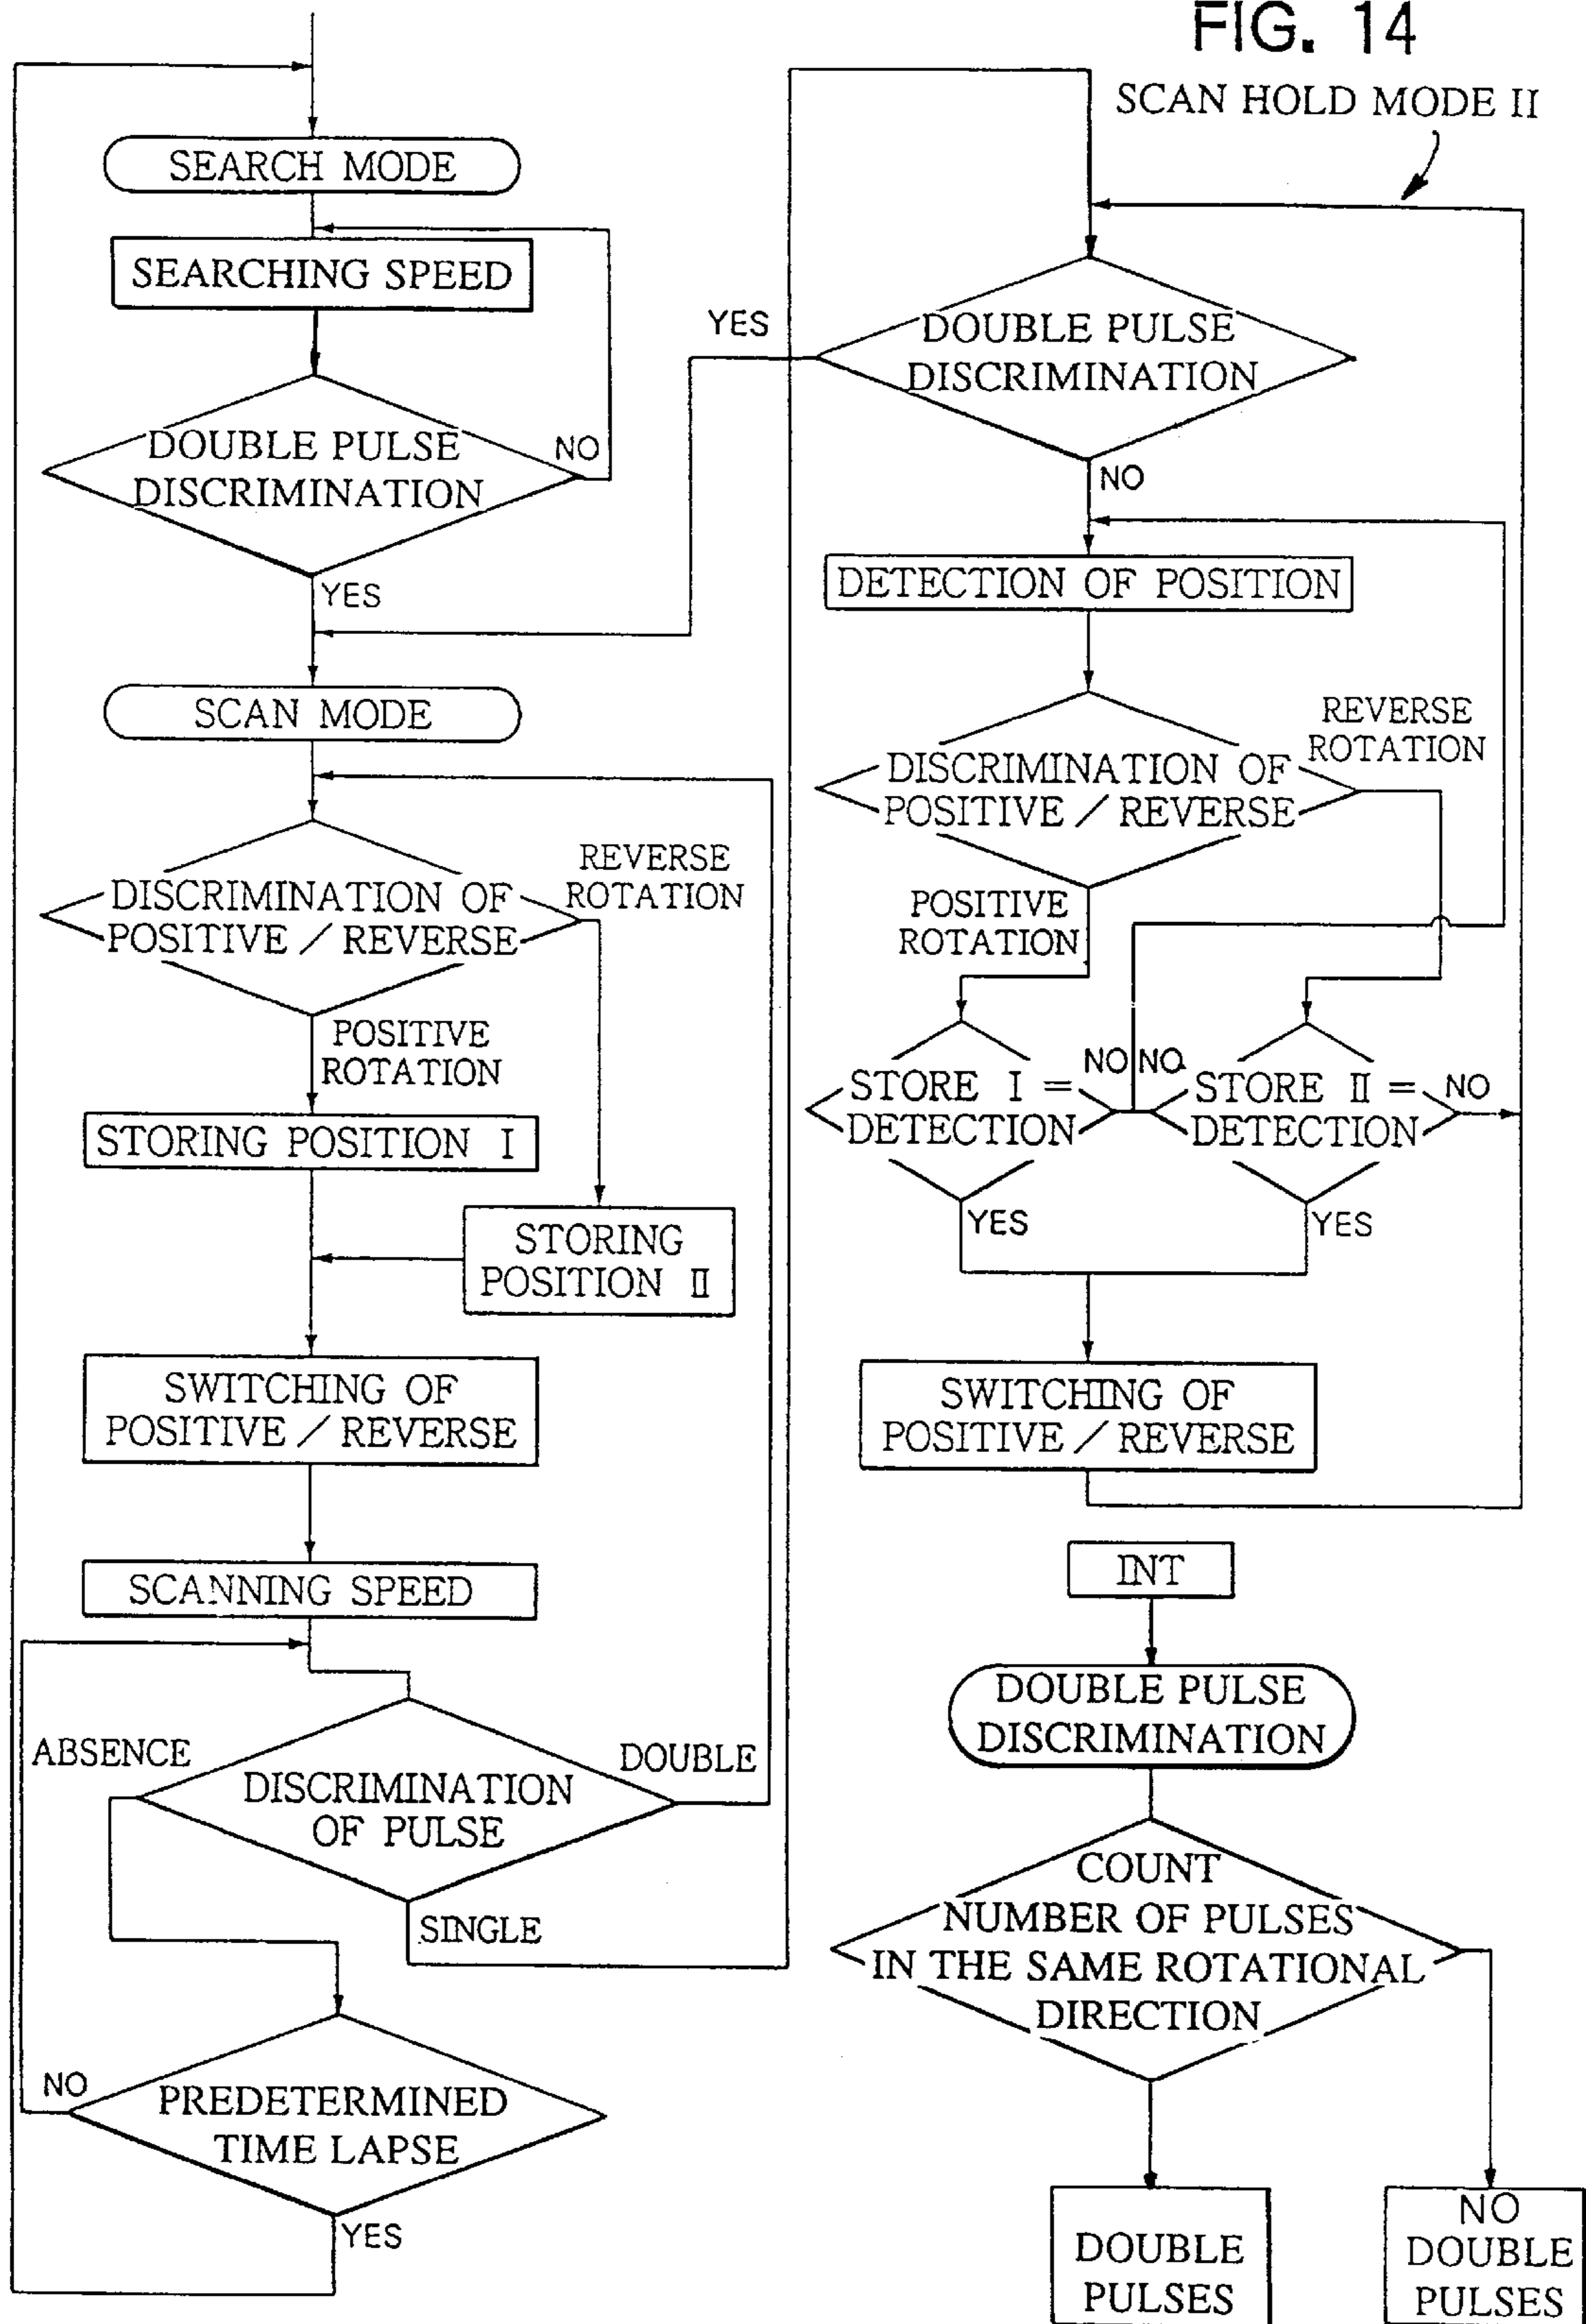 FIG. 14
SCAN HOLD MODE II
SEARCH MODE
SEARCHING SPEED
DOUBLE PULSE
DISCRIMINATION
NO
YES
SCAN MODE
DISCRIMINATION OF
POSITIVE / REVERSE
REVERSE
ROTATION
POSITIVE
ROTATION
STORING POSITION I
STORING
POSITION II
SWITCHING OF
POSITIVE / REVERSE
SCANNING SPEED
ABSENCE
DOUBLE
DISCRIMINATION
OF PULSE
SINGLE
NO
PREDETERMINED
TIME LAPSE
YES
YES
DOUBLE PULSE
DISCRIMINATION
NO
DETECTION OF POSITION
REVERSE
ROTATION
DISCRIMINATION OF
POSITIVE / REVERSE
POSITIVE
ROTATION
STORE I =
DETECTION
NO
NO
STORE II =
DETECTION
NO
YES
YES
SWITCHING OF
POSITIVE / REVERSE
INT
DOUBLE PULSE
DISCRIMINATION
COUNT
NUMBER OF PULSES
IN THE SAME ROTATIONAL
DIRECTION
DOUBLE
PULSES
NO
DOUBLE
PULSES